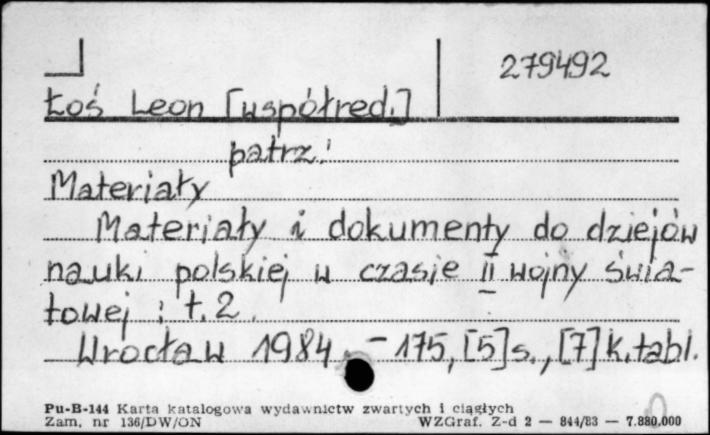 279492
Łoś Leon [współred.]
patrz:
Materiały
Materiały i dokumenty do dziejów
nauki polskiej w czasie II wojny świa-
towej : t. 2.
Wrocław 1984. - 175, [5] s., [7] k. tabl.
Pu-B-144 Karta katalogowa wydawnictw zwartych i ciągłych
Zam. nr 136/DW/ON WZGraf. Z-d 2 — 844/83 — 7.880.000